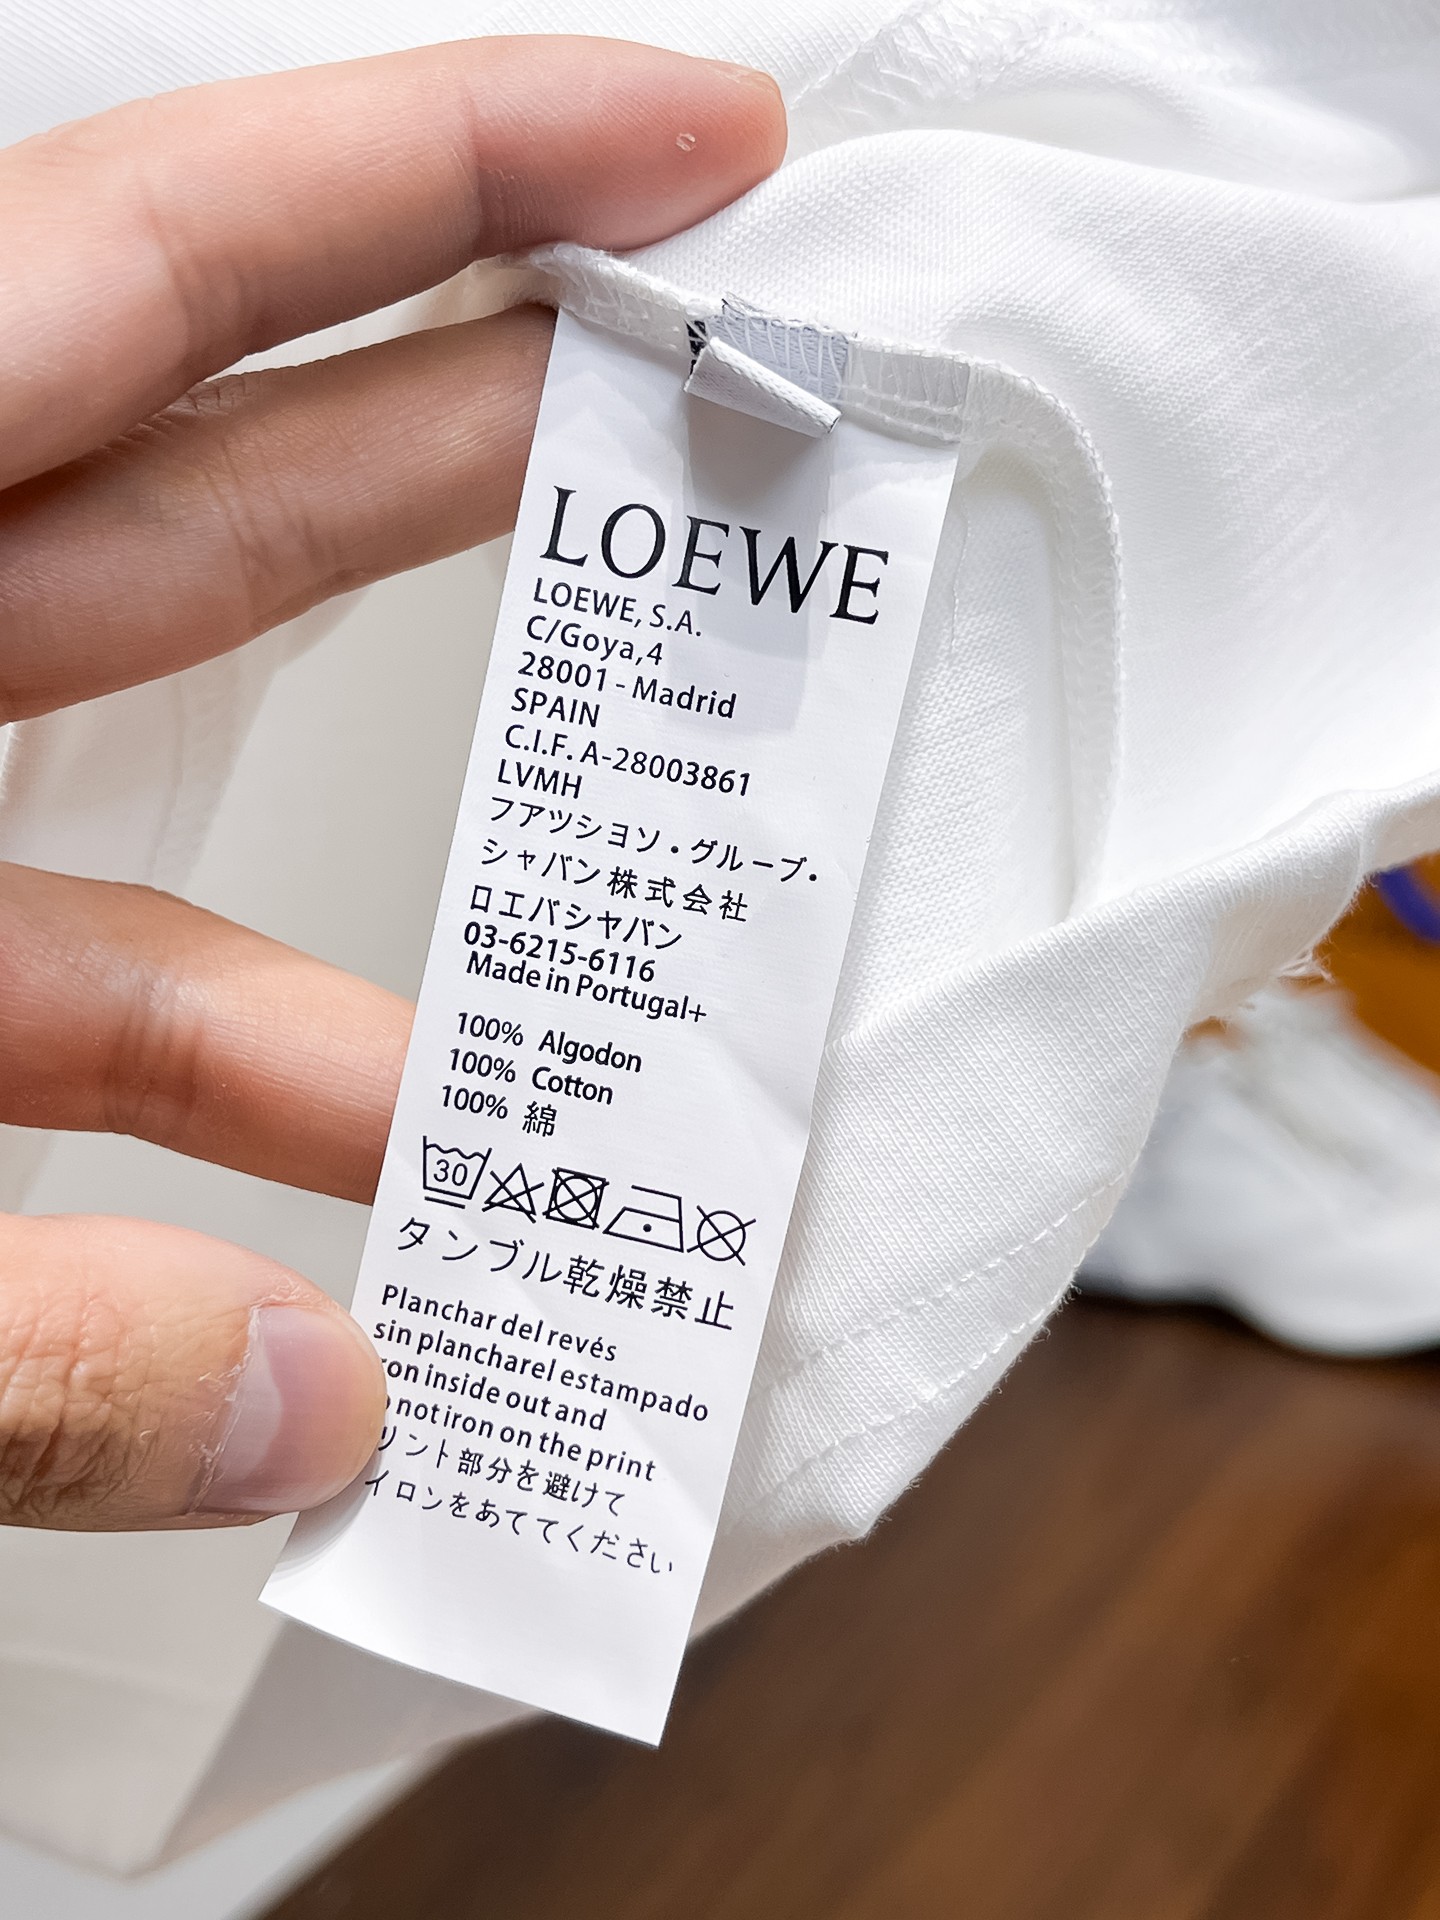 LOEWE
LOEWE, S.A.
C/Goya,4
28001 - Madrid
SPAIN
C.I.F. A-28003861
LVMH
フアツシヨソ・グループ・
シャバン株式会社
ロエバシヤバン
03-6215-6116
Made in Portugal+
100% Algodon
100% Cotton
100% 綿
30
タンブル乾燥禁止
Planchar del revés
sin plancharel estampado
inside out and
not iron on the print
リント部分を避けて
イロンをあててください